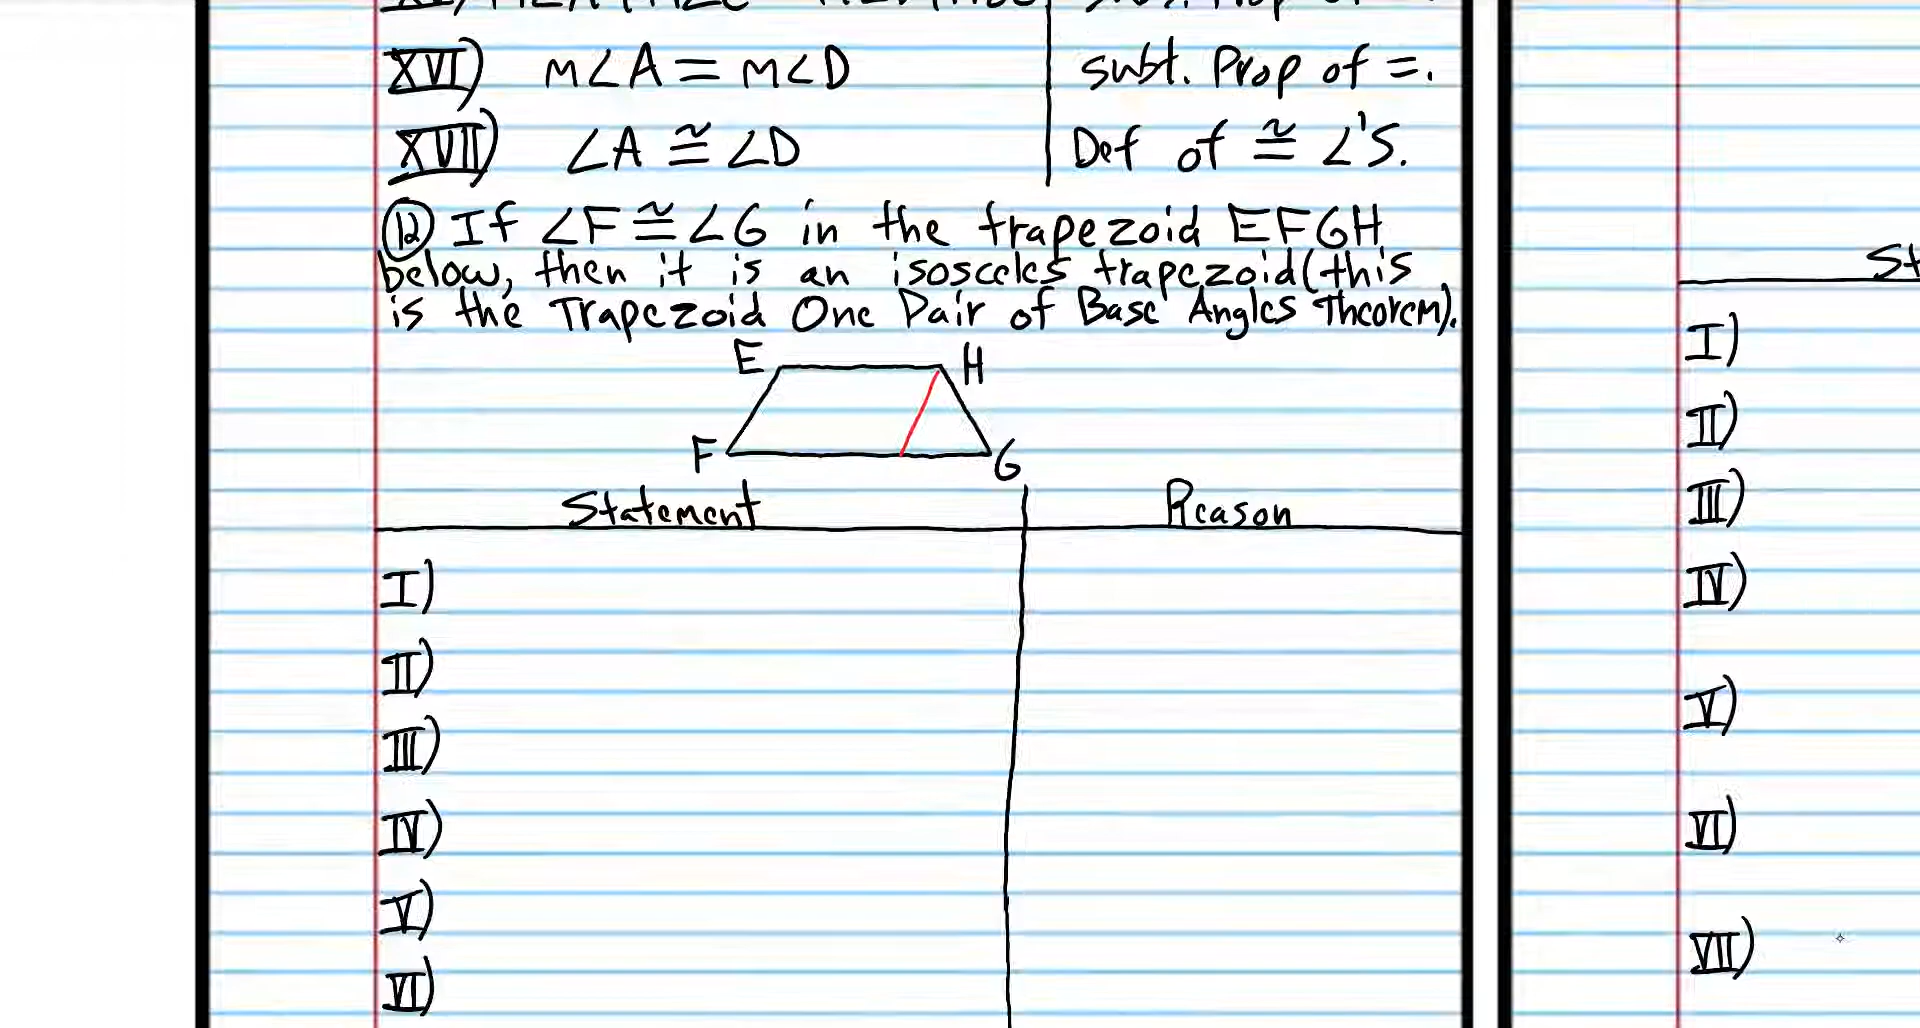 XVI) m∠A = m∠D subt. Prop of =.
XVII) ∠A ≅ ∠D Def of ≅ ∠'s.
12 If ∠F ≅ ∠G in the trapezoid EFGH
below, then it is an isosceles trapezoid (this
is the Trapezoid One Pair of Base Angles Theorem).
E H
F G
Statement Reason
I)
II)
III)
IV)
V)
VI)
St
I)
II)
III)
IV)
V)
VI)
VII)